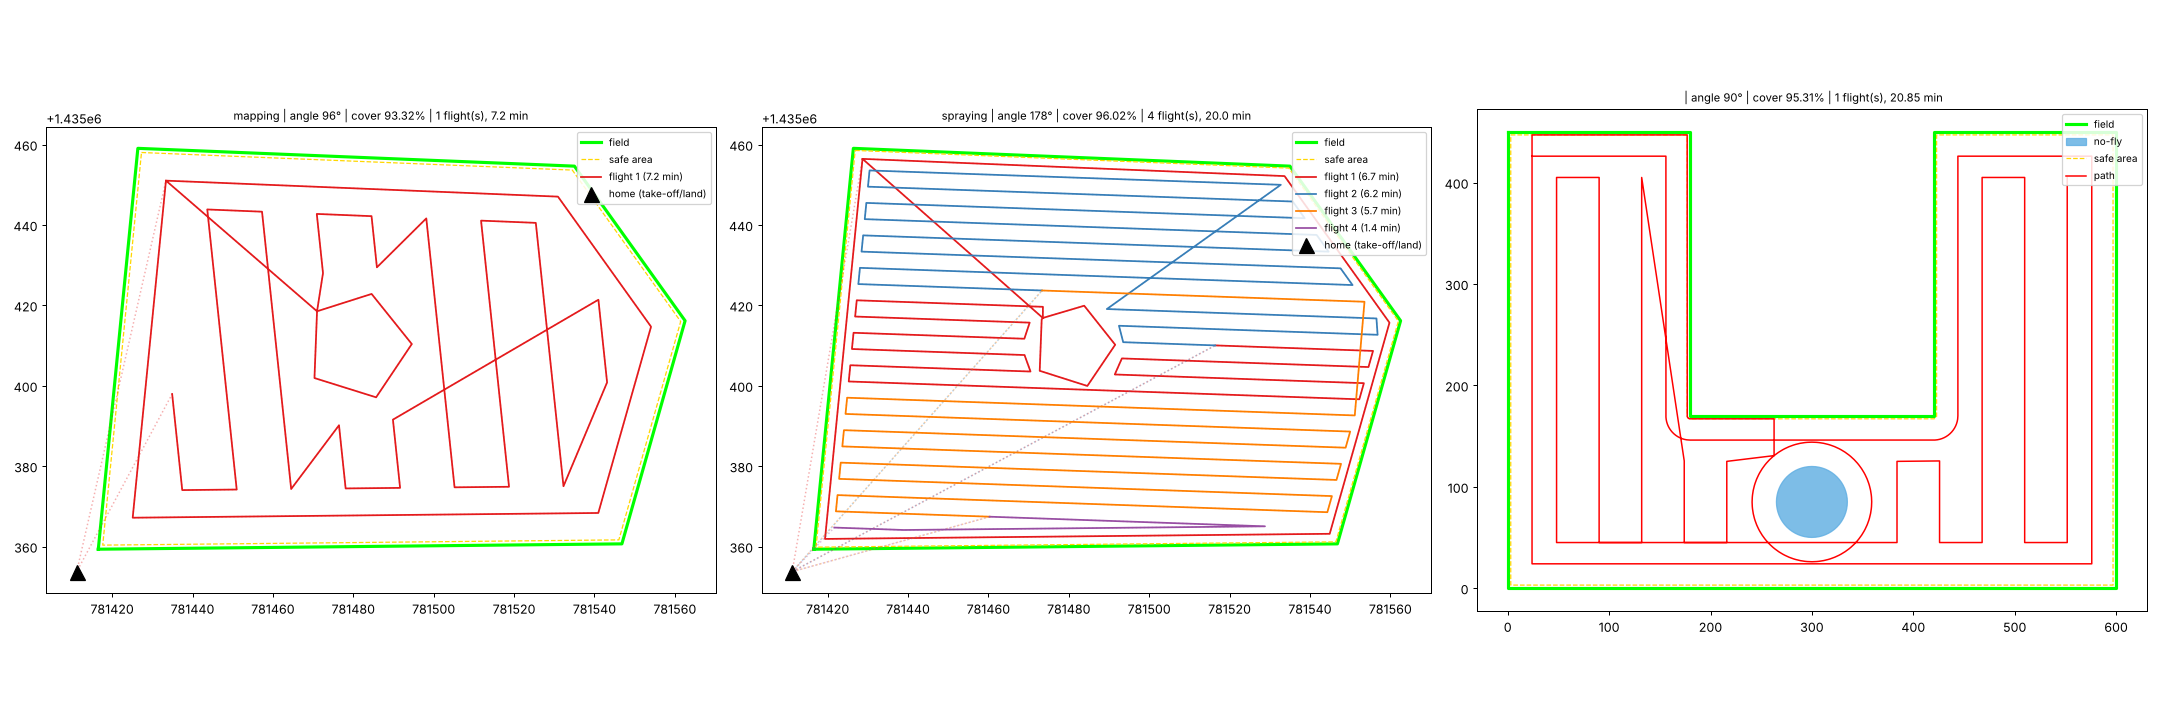 +1.435e6
mapping | angle 96° | cover 93.32% | 1 flight(s), 7.2 min
field
safe area
flight 1 (7.2 min)
home (take-off/land)
460
440
420
400
380
360
781420
781440
781460
781480
781500
781520
781540
781560
+1.435e6
spraying | angle 178° | cover 96.02% | 4 flight(s), 20.0 min
field
safe area
flight 1 (6.7 min)
flight 2 (6.2 min)
flight 3 (5.7 min)
flight 4 (1.4 min)
home (take-off/land)
460
440
420
400
380
360
781420
781440
781460
781480
781500
781520
781540
781560
| angle 90° | cover 95.31% | 1 flight(s), 20.85 min
field
no-fly
safe area
path
400
300
200
100
0
0
100
200
300
400
500
600